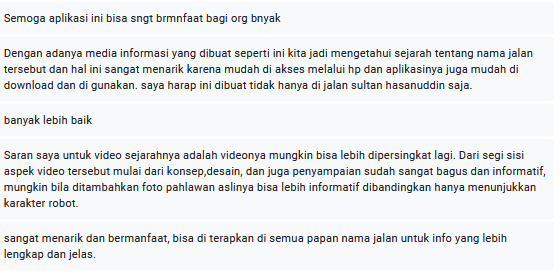 Semoga aplikasi ini bisa sngt brmnfaat bagi org bnyak
Dengan adanya media informasi yang dibuat seperti ini kita jadi mengetahui sejarah tentang nama jalan
tersebut dan hal ini sangat menarik karena mudah di akses melalui hp dan aplikasinya juga mudah di
download dan di gunakan. saya harap ini dibuat tidak hanya di jalan sultan hasanuddin saja.
banyak lebih baik
Saran saya untuk video sejarahnya adalah videonya mungkin bisa lebih dipersingkat lagi. Dari segi sisi
aspek video tersebut mulai dari konsep,desain, dan juga penyampaian sudah sangat bagus dan informatif,
mungkin bila ditambahkan foto pahlawan aslinya bisa lebih informatif dibandingkan hanya menunjukkan
karakter robot.
sangat menarik dan bermanfaat, bisa di terapkan di semua papan nama jalan untuk info yang lebih
lengkap dan jelas.